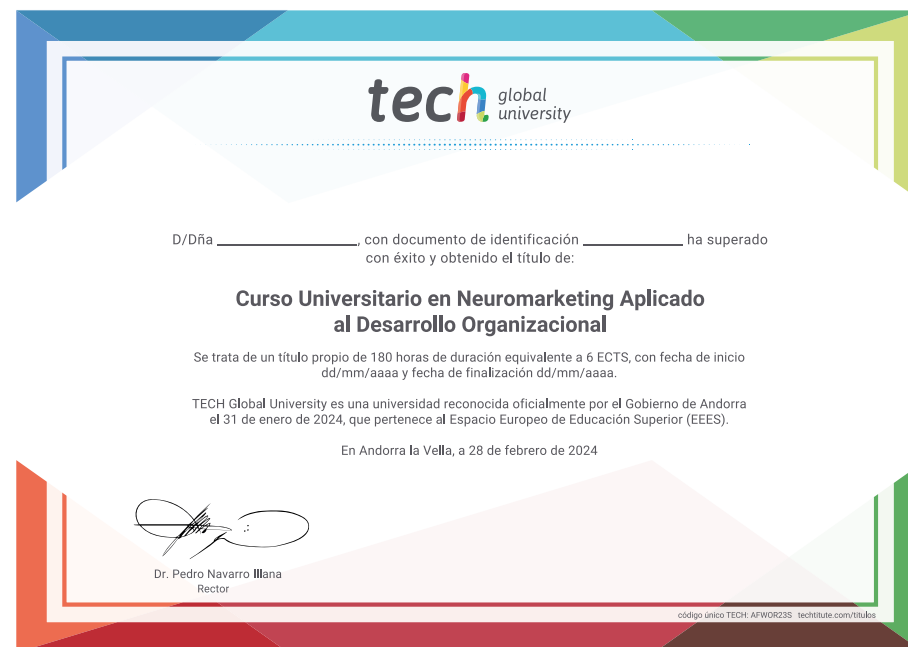 tech global university
D/Dña ____________________, con documento de identificación ______________ ha superado
con éxito y obtenido el título de:
Curso Universitario en Neuromarketing Aplicado
al Desarrollo Organizacional
Se trata de un título propio de 180 horas de duración equivalente a 6 ECTS, con fecha de inicio
dd/mm/aaaa y fecha de finalización dd/mm/aaaa.
TECH Global University es una universidad reconocida oficialmente por el Gobierno de Andorra
el 31 de enero de 2024, que pertenece al Espacio Europeo de Educación Superior (EEES).
En Andorra la Vella, a 28 de febrero de 2024
Dr. Pedro Navarro Illana
Rector
código único TECH: AFWOR23S techtitute.com/titulos